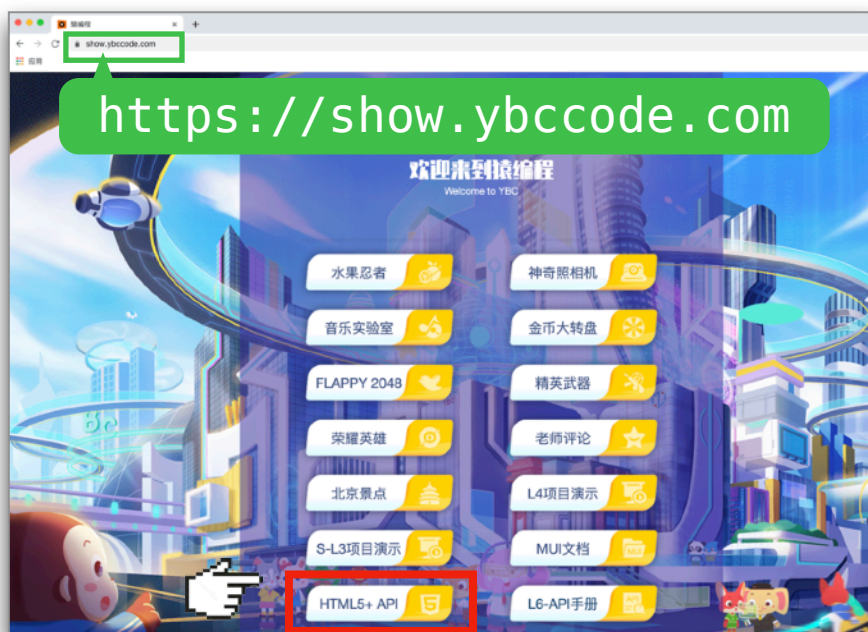 猿编程
show.ybccode.com
应用
https://show.ybccode.com
欢迎来到猿编程
Welcome to YBC
水果忍者
神奇照相机
音乐实验室
金币大转盘
FLAPPY 2048
精英武器
荣耀英雄
老师评论
北京景点
L4项目演示
S-L3项目演示
MUI文档
HTML5+ API
L6-API手册